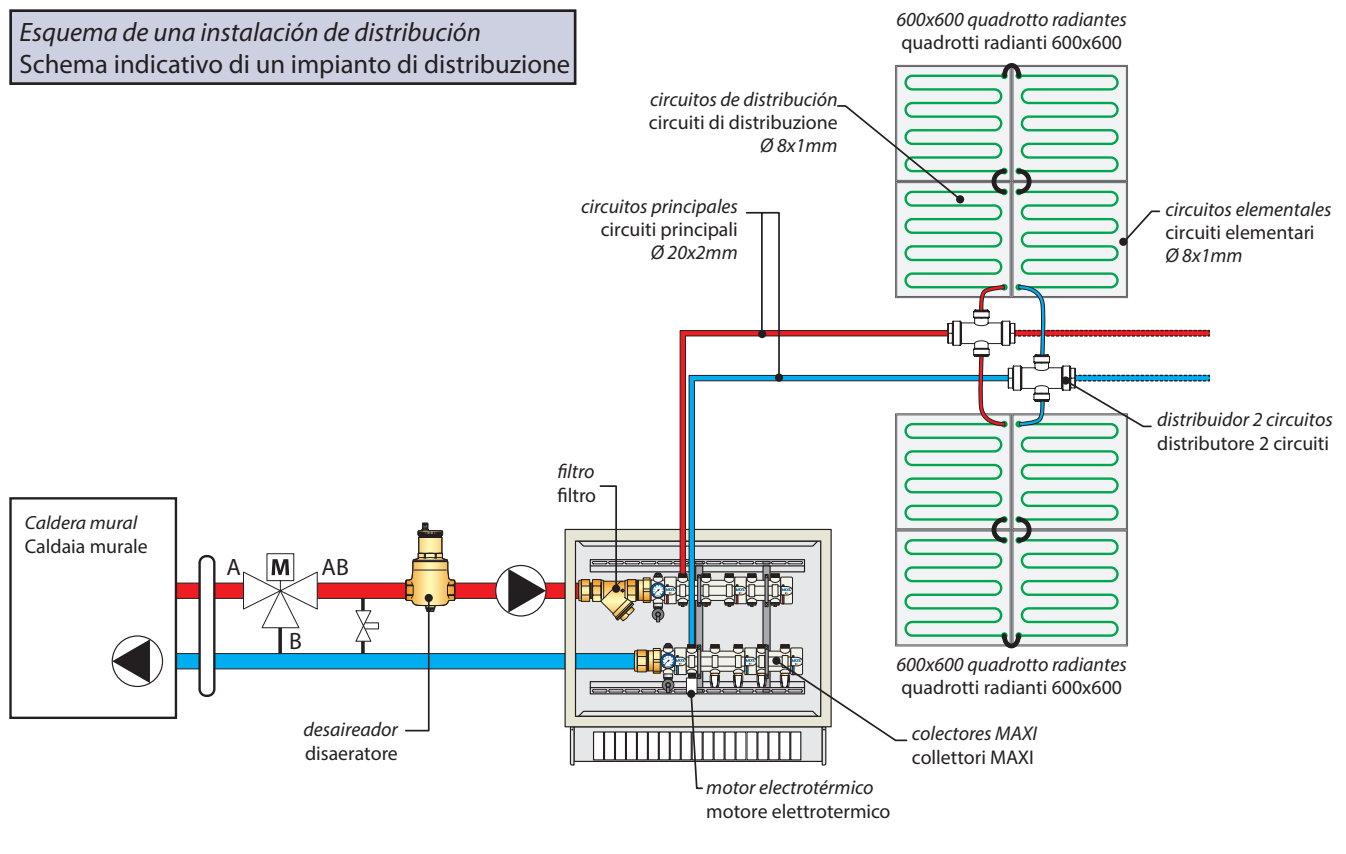 Esquema de una instalación de distribución
Schema indicativo di un impianto di distribuzione
600x600 quadrotto radiantes
quadrotti radianti 600x600
circuitos de distribución
circuiti di distribuzione
Ø 8x1mm
circuitos principales
circuiti principali
Ø 20x2mm
circuitos elementales
circuiti elementari
Ø 8x1mm
distribuidor 2 circuitos
distributore 2 circuiti
filtro
filtro
Caldera mural
Caldaia murale
A
M
AB
B
desaireador
disaeratore
600x600 quadrotto radiantes
quadrotti radianti 600x600
colectores MAXI
collettori MAXI
motor electrotérmico
motore elettrotermico